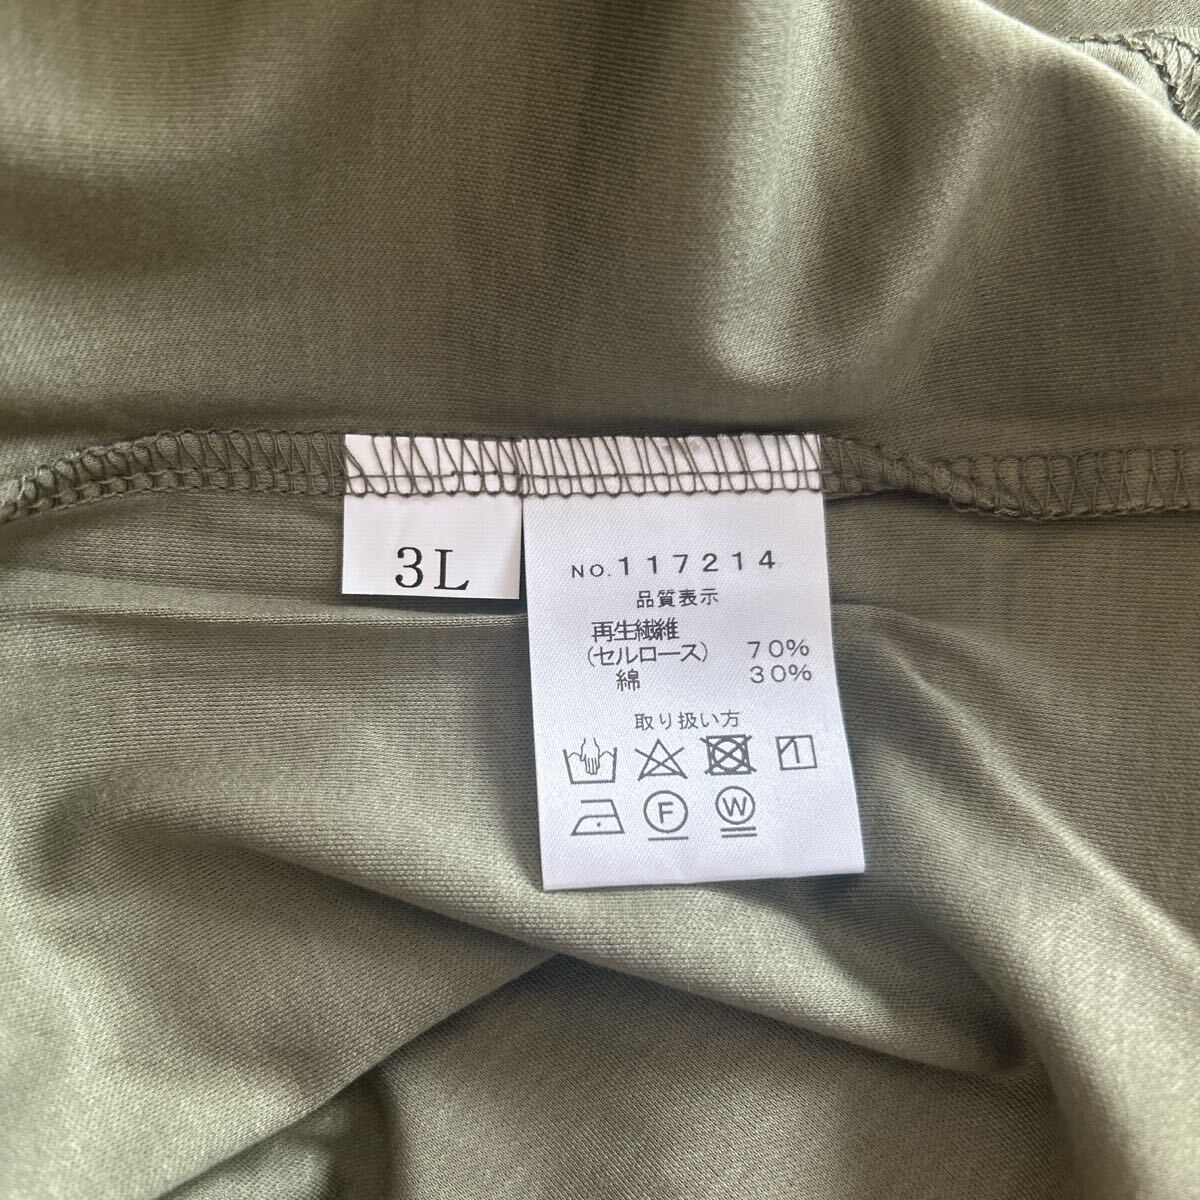 3L
NO.117214
品質表示
再生繊維
(セルロース) 70%
綿 30%
取り扱い方
F W